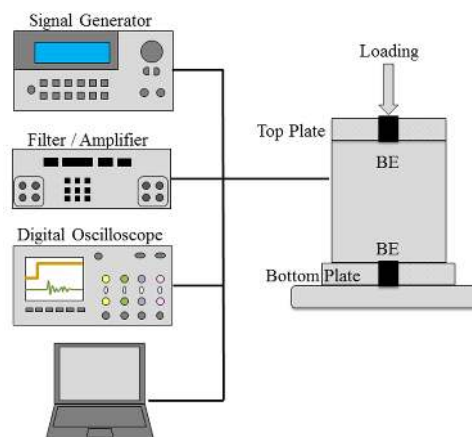 Signal Generator
Filter / Amplifier
Digital Oscilloscope
Loading
Top Plate
BE
BE
Bottom Plate